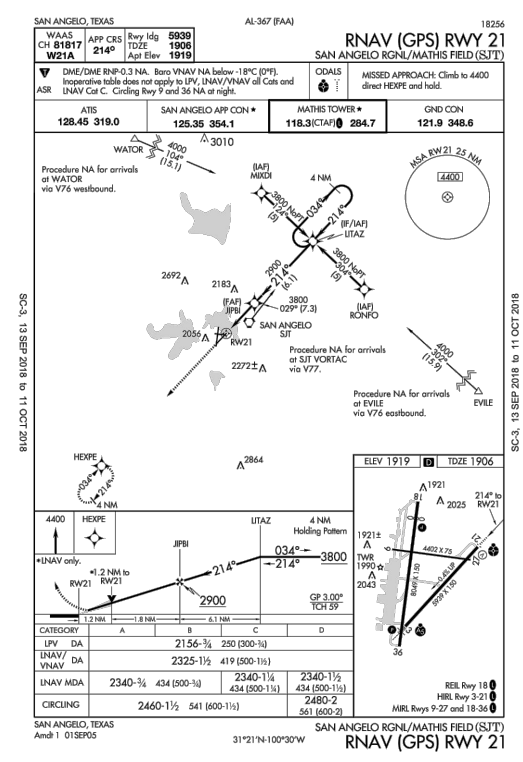 SAN ANGELO, TEXAS
AL-367 (FAA)
18256
WAAS
CH 81817
W21A
APP CRS
214°
Rwy ldg 5939
TDZE 1906
Apt Elev 1919
RNAV (GPS) RWY 21
SAN ANGELO RGNL/MATHIS FIELD (SJT)
T
ASR
DME/DME RNP-0.3 NA. Baro VNAV NA below -18°C (0°F).
Inoperative table does not apply to LPV, LNAV/VNAV all Cats and
LNAV Cat C. Circling Rwy 9 and 36 NA at night.
ODALS
MISSED APPROACH: Climb to 4400
direct HEXPE and hold.
ATIS
128.45 319.0
SAN ANGELO APP CON ★
125.35 354.1
MATHIS TOWER ★
118.3 (CTAF) L 284.7
GND CON
121.9 348.6
WATOR
4000
104°
(15.1)
3010
Procedure NA for arrivals
at WATOR
via V76 westbound.
(IAF)
MIXDI
3800 NoPT
124°
(5)
4 NM
034°
214°
(IF/IAF)
LITAZ
MSA RW21 25 NM
4400
3800 NoPT
304°
(5)
(IAF)
RONFO
2900
214°
(6.1)
2692
2183
(FAF)
JIPBI
3800
029° (7.3)
SAN ANGELO
SJT
2056
RW21
2272±
Procedure NA for arrivals
at SJT VORTAC
via V77.
4000
302°
(15.9)
EVILE
Procedure NA for arrivals
at EVILE
via V76 eastbound.
SC-3, 13 SEP 2018 to 11 OCT 2018
SC-3, 13 SEP 2018 to 11 OCT 2018
HEXPE
034°
214°
4 NM
2864
ELEV 1919
D
TDZE 1906
1921
2025
214° to
RW21
18
21
1921±
TWR
1990
2043
9
27
4402 X 75
8049 X 150
5939 X 150
0.4% UP
3
36
REIL Rwy 18 L
HIRL Rwy 3-21 L
MIRL Rwys 9-27 and 18-36 L
4400
HEXPE
*LNAV only.
RW21
*1.2 NM to
RW21
JIPBI
LITAZ
4 NM
Holding Pattern
034°
214°
3800
214°
2900
GP 3.00°
TCH 59
1.2 NM
1.8 NM
6.1 NM
CATEGORY A B C D
LPV DA 2156-¾ 250 (300-¾)
LNAV/
VNAV DA 2325-1½ 419 (500-1½)
LNAV MDA 2340-¾ 434 (500-¾) 2340-1¼ 434 (500-1¼) 2340-1½ 434 (500-1½)
CIRCLING 2460-1½ 541 (600-1½) 2480-2 561 (600-2)
SAN ANGELO, TEXAS
Amdt 1 01SEP05
31°21'N-100°30'W
SAN ANGELO RGNL/MATHIS FIELD (SJT)
RNAV (GPS) RWY 21